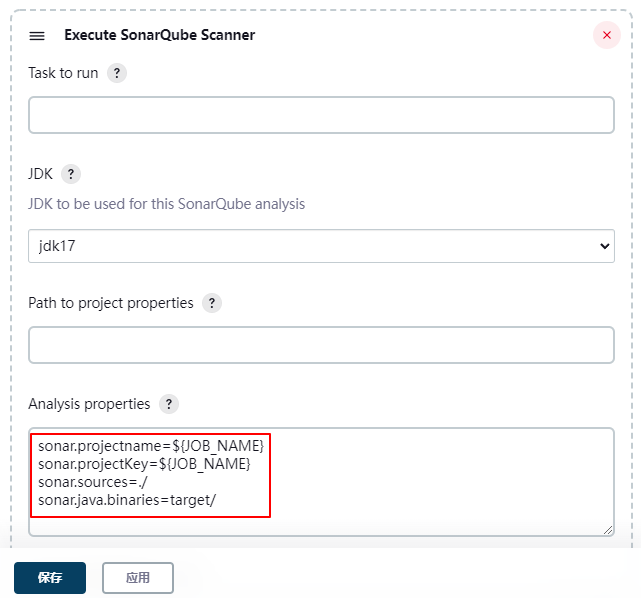 Execute SonarQube Scanner
Task to run ?
JDK ?
JDK to be used for this SonarQube analysis
jdk17
Path to project properties ?
Analysis properties ?
sonar.projectname=${JOB_NAME}
sonar.projectKey=${JOB_NAME}
sonar.sources=./
sonar.java.binaries=target/
保存 应用